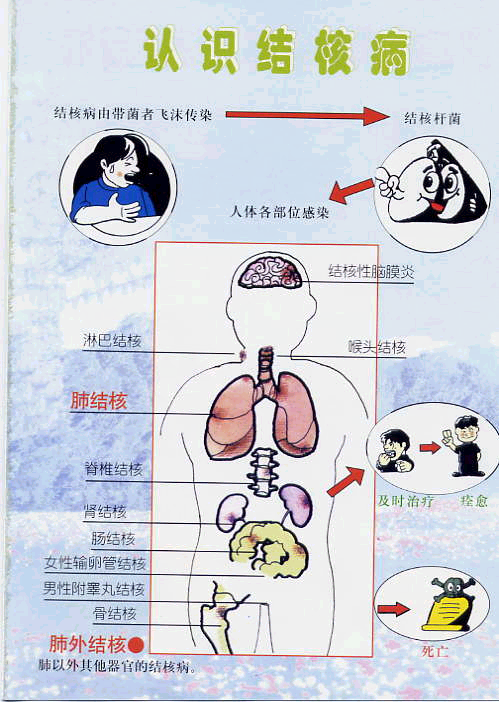 认识结核病
结核病由带菌者飞沫传染
结核杆菌
人体各部位感染
结核性脑膜炎
淋巴结核
喉头结核
肺结核
脊椎结核
及时治疗
痊愈
肾结核
肠结核
女性输卵管结核
男性附睾丸结核
骨结核
肺外结核●
死亡
肺以外其他器官的结核病。